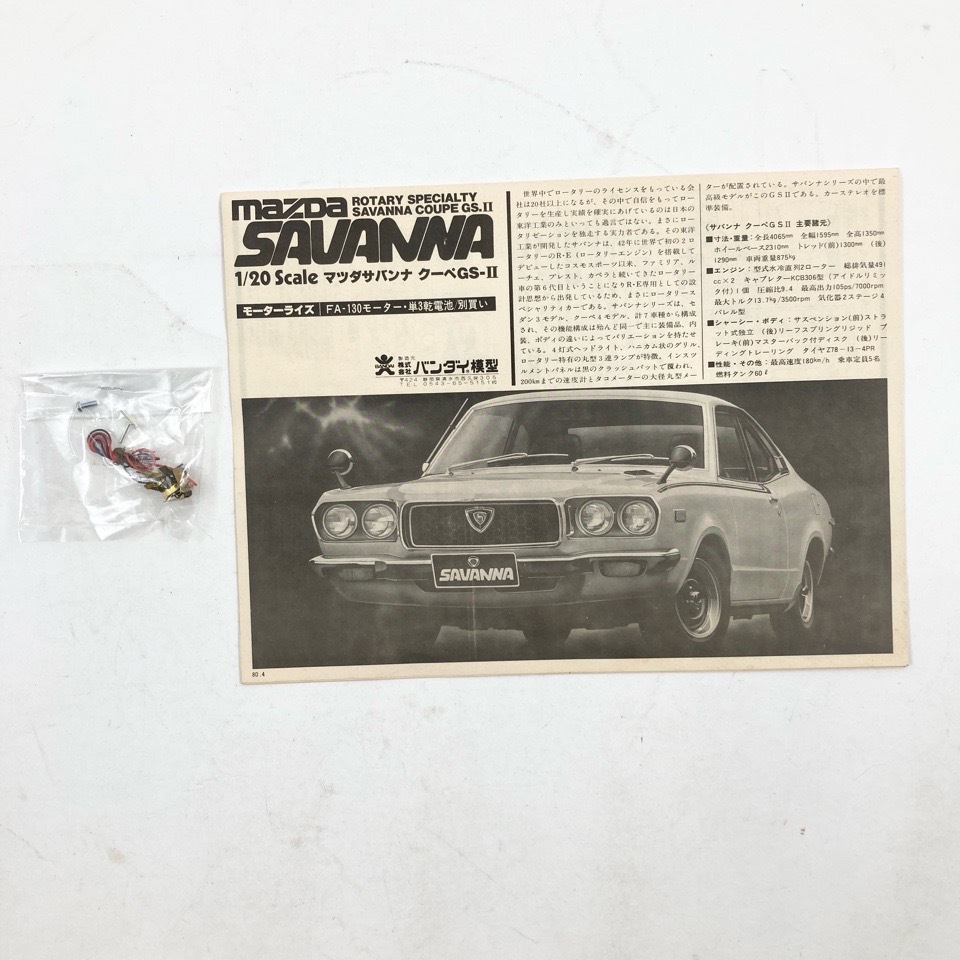 mazda ROTARY SPECIALTY
SAVANNA COUPE GS.II
SAVANNA
1/20 Scale マツダサバンナ クーペGS-II
モーターライズ FA-130モーター・単3乾電池/別買い
BANDAI 製造元 株式会社 バンダイ模型
〒424 静岡県清水市西久保305
TEL 0543-65-5151㈹
世界中でロータリーのライセンスをもっている会
社は20社以上になるが、その中で自信をもってロー
タリーを生産し実績を確実にあげているのは日本の
東洋工業のみといっても過言ではない。まさにロー
タリゼーションを独走する実力者である。その東洋
工業が開発したサバンナは、42年に世界で初の2ロ
ータリーのR・E(ロータリーエンジン)を搭載して
デビューしたコスモスポーツ以来、ファミリア、ル
ーチェ、プレスト、カペラと続いてきたロータリー
車の第6代目ということになりR・E専用としての設
計思想から出発しているため、まさにロータリース
ペシャリティカーである。サバンナシリーズは、セ
ダン3モデル、クーペ4モデル、計7車種から構成
され、その機能構成は殆んど同一で主に装備品、内
装、ボディの違いによってバリエーションを持たせ
ている。4灯式ヘッドライト、ハニカム状のグリル、
ロータリー特有の丸型3連ランプが特徴。インスツ
ルメントパネルは黒のクラッシュパットで覆われ、
200km までの速度計とタコメーターの大径丸型メー
ターが配置されている。サバンナシリーズの中で最
高級モデルがこのGSIIである。カーステレオを標
準装備。
《サバンナ クーペGSII 主要諸元》
■寸法・重量：全長4065mm 全幅1595mm 全高1350mm
ホイールベース2310mm トレッド(前)1300mm (後)
1290mm 車両重量875kg
■エンジン：型式水冷直列2ローター 総排気量491
cc×2 キャブレターKCB306型 (アイドルリミッ
ク付) 1個 圧縮比9.4 最高出力105ps/7000rpm
最大トルク13.7kg/3500rpm 気化器2ステージ4
バレル型
■シャーシー・ボディ：サスペンション(前)ストラ
ット式独立 (後)リーフスプリングリジッド ブ
レーキ(前)マスターバック付ディスク (後)リー
ディングトレーリング タイヤZ78-13-4PR
■性能・その他：最高速度180km/h 乗車定員5名
燃料タンク60ℓ
SAVANNA
80.4